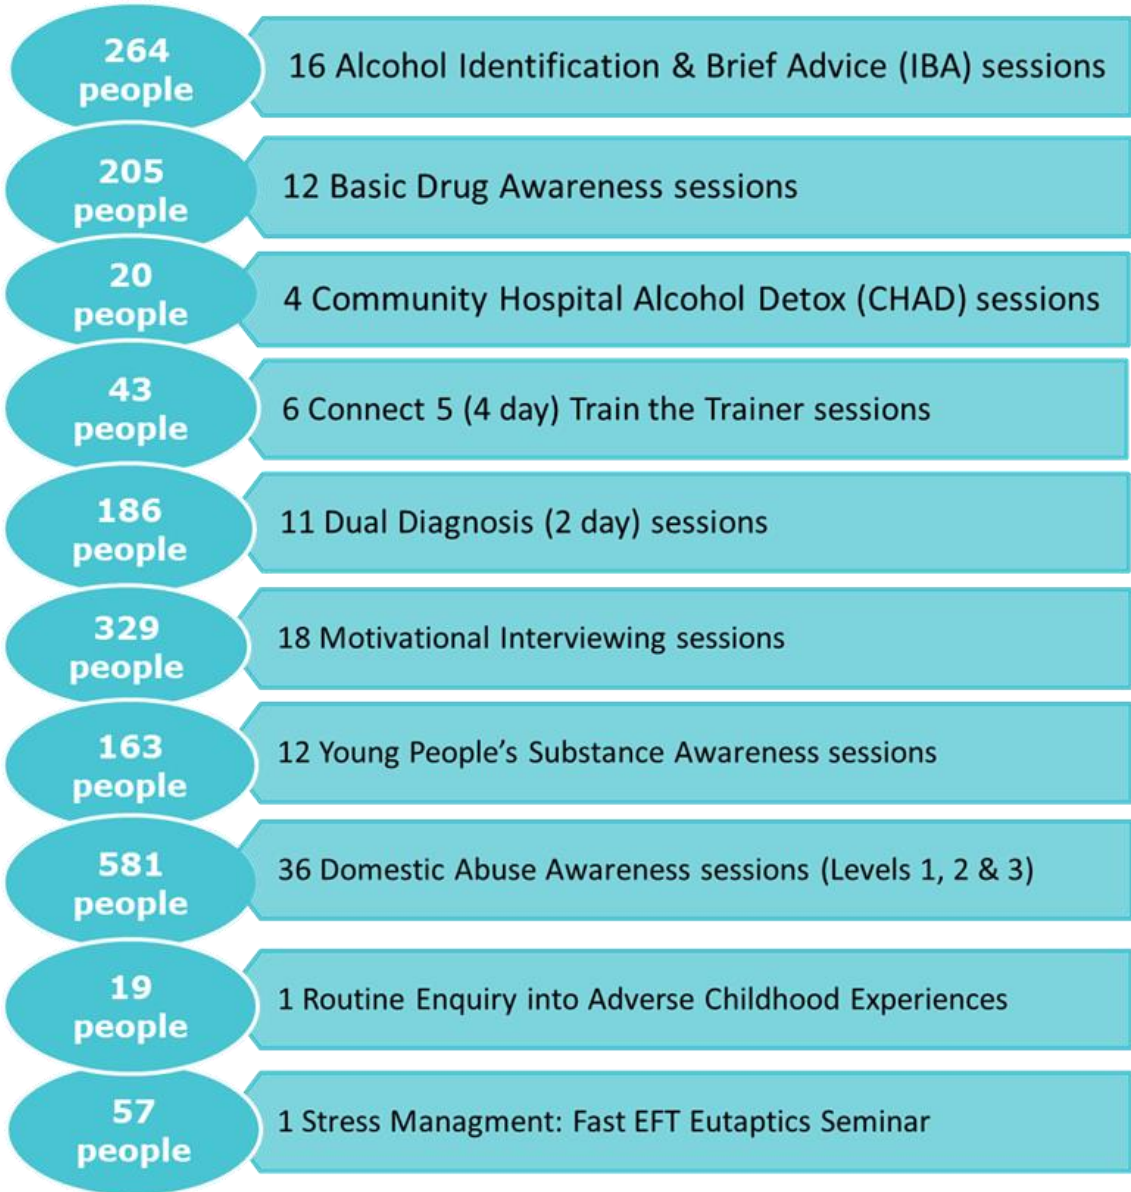 264
people
16 Alcohol Identification & Brief Advice (IBA) sessions
205
people
12 Basic Drug Awareness sessions
20
people
4 Community Hospital Alcohol Detox (CHAD) sessions
43
people
6 Connect 5 (4 day) Train the Trainer sessions
186
people
11 Dual Diagnosis (2 day) sessions
329
people
18 Motivational Interviewing sessions
163
people
12 Young People’s Substance Awareness sessions
581
people
36 Domestic Abuse Awareness sessions (Levels 1, 2 & 3)
19
people
1 Routine Enquiry into Adverse Childhood Experiences
57
people
1 Stress Managment: Fast EFT Eutaptics Seminar